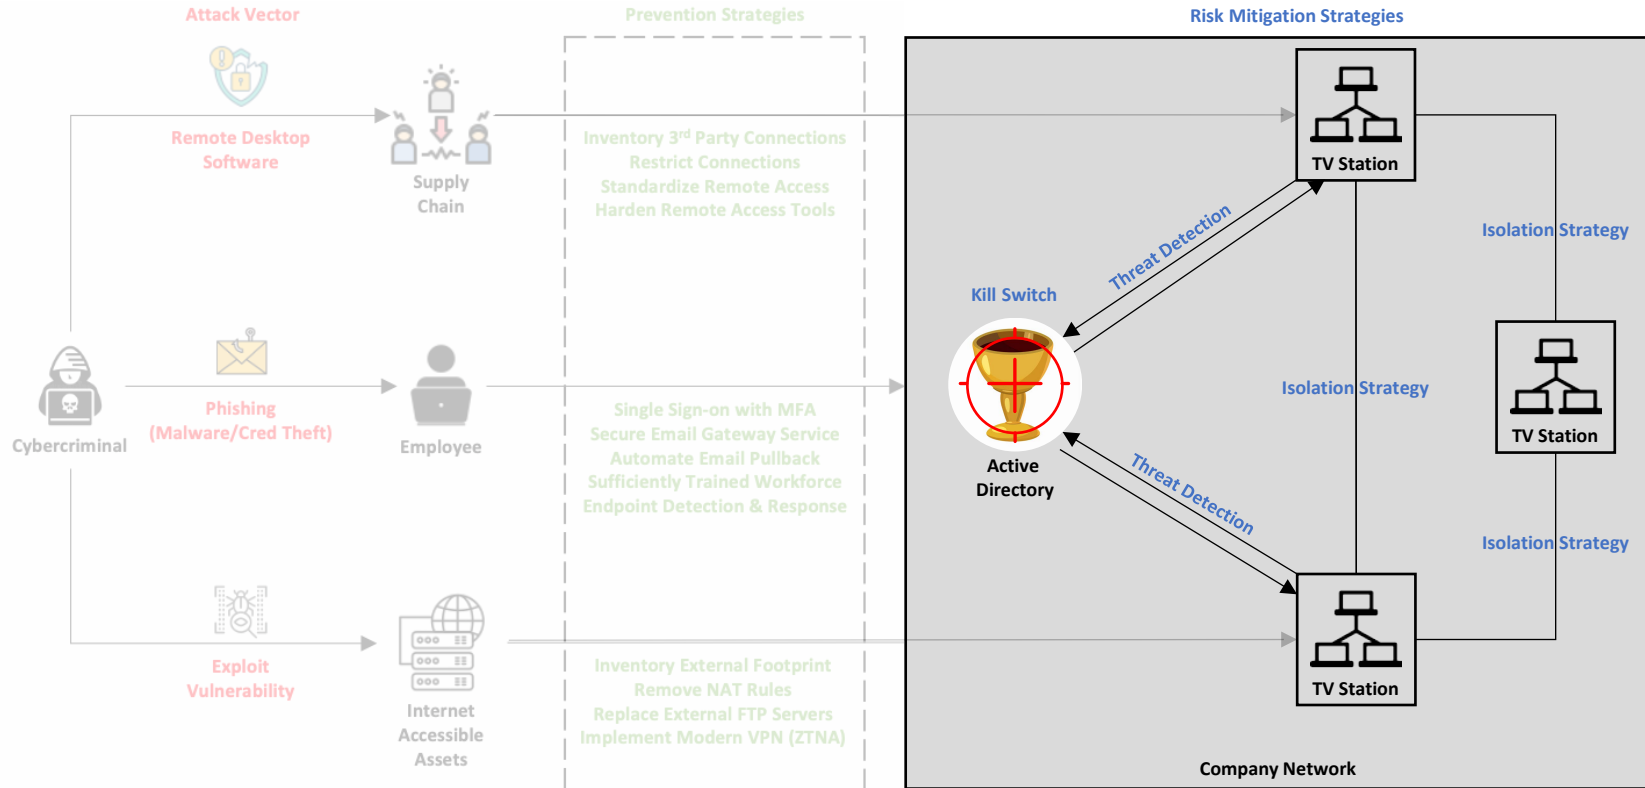 Attack Vector
Prevention Strategies
Risk Mitigation Strategies
Remote Desktop
Software
Supply
Chain
Inventory 3rd Party Connections
Restrict Connections
Standardize Remote Access
Harden Remote Access Tools
TV Station
Threat Detection
Isolation Strategy
Kill Switch
Cybercriminal
Phishing
(Malware/Cred Theft)
Employee
Single Sign-on with MFA
Secure Email Gateway Service
Automate Email Pullback
Sufficiently Trained Workforce
Endpoint Detection & Response
Active
Directory
Isolation Strategy
TV Station
Threat Detection
Isolation Strategy
Exploit
Vulnerability
Internet
Accessible
Assets
Inventory External Footprint
Remove NAT Rules
Replace External FTP Servers
Implement Modern VPN (ZTNA)
TV Station
Company Network